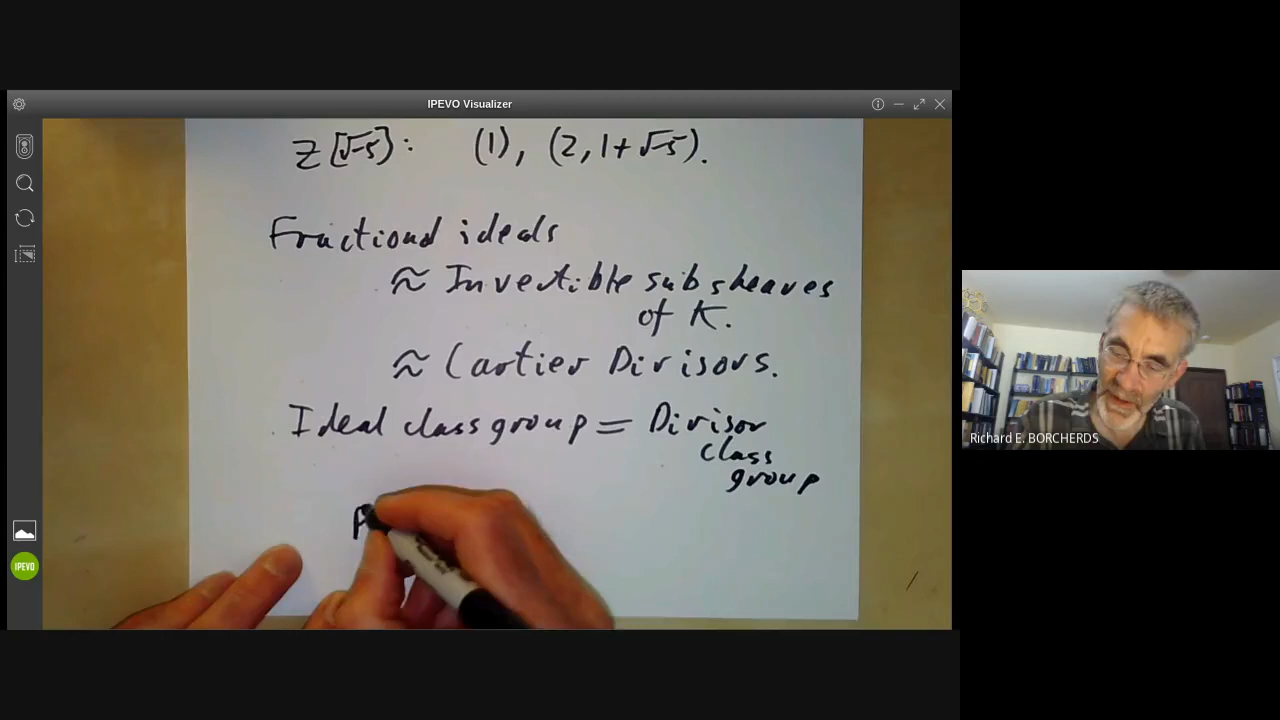 IPEVO Visualizer
Z[√-5]: (1), (2, 1+√-5).
Fractional ideals
≈ Invertible subsheaves
of K.
≈ Cartier Divisors.
Ideal class group = Divisor
class
group
P
IPEVO
Richard E. BORCHERDS